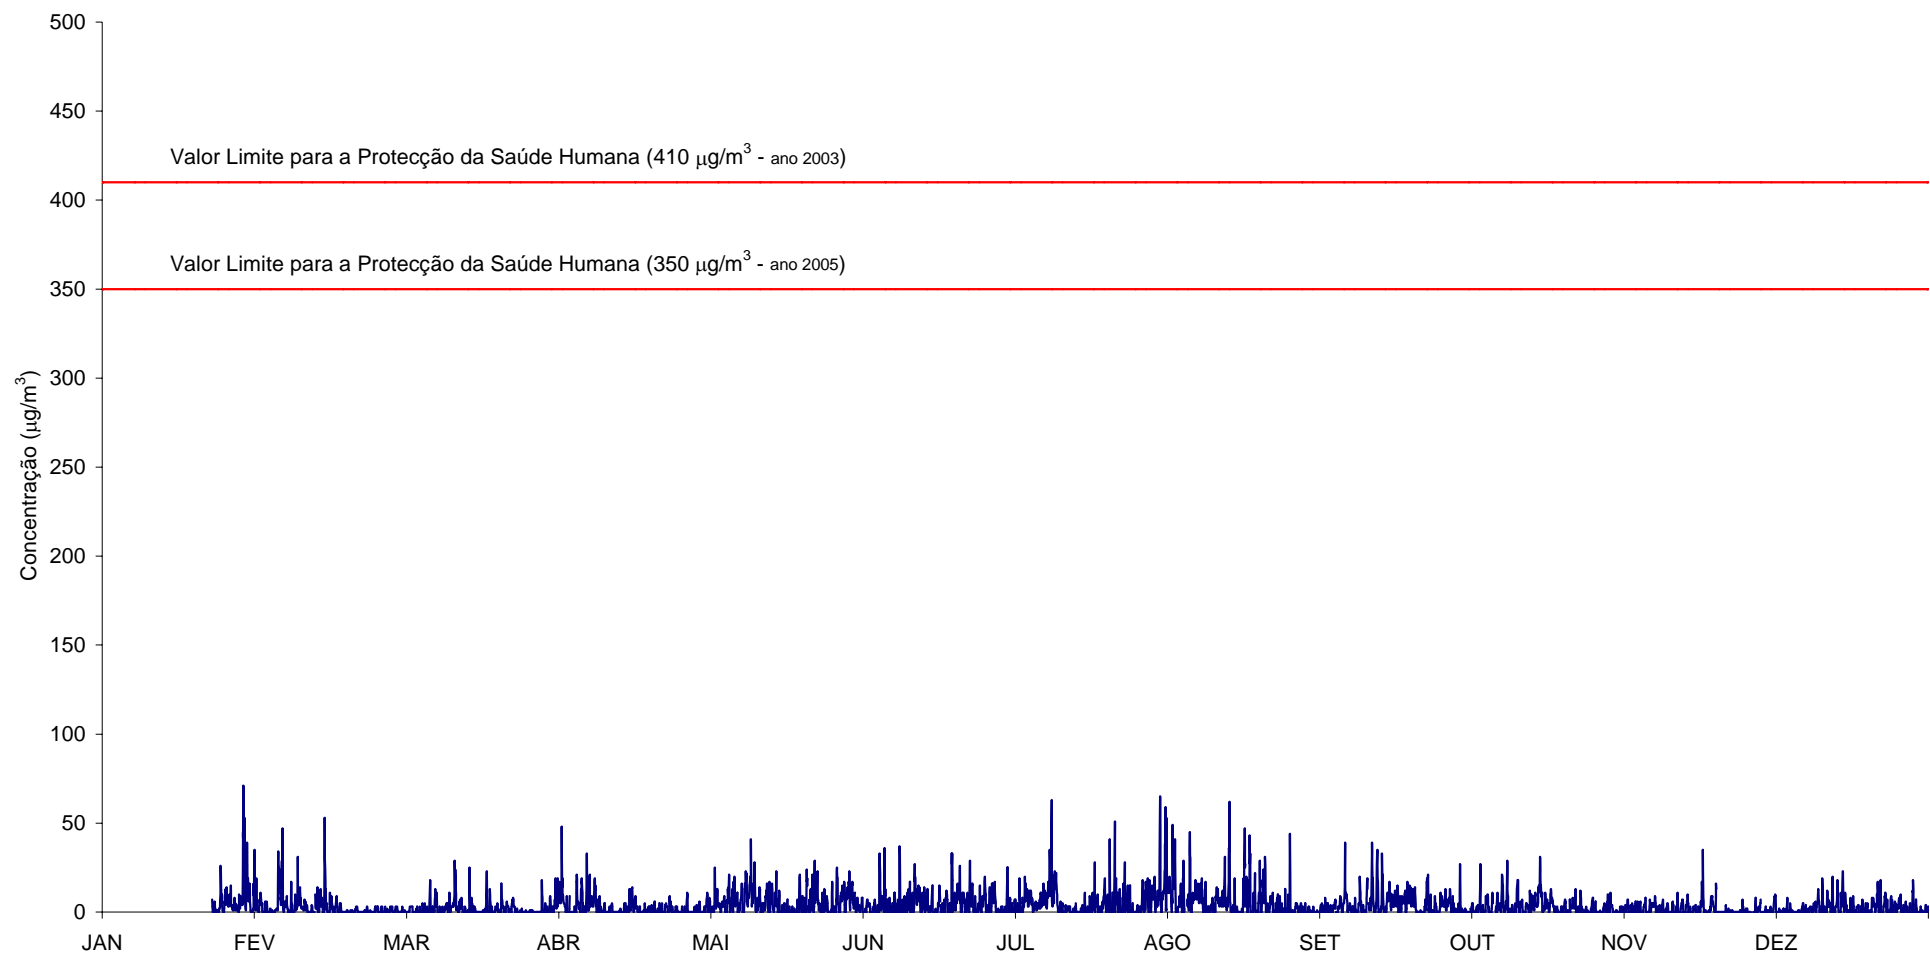 500
450
Valor Limite para a Protecção da Saúde Humana (410 µg/m³ - ano 2003)
400
Valor Limite para a Protecção da Saúde Humana (350 µg/m³ - ano 2005)
350
300
Concentração (µg/m³)
250
200
150
100
50
0
JAN FEV MAR ABR MAI JUN JUL AGO SET OUT NOV DEZ